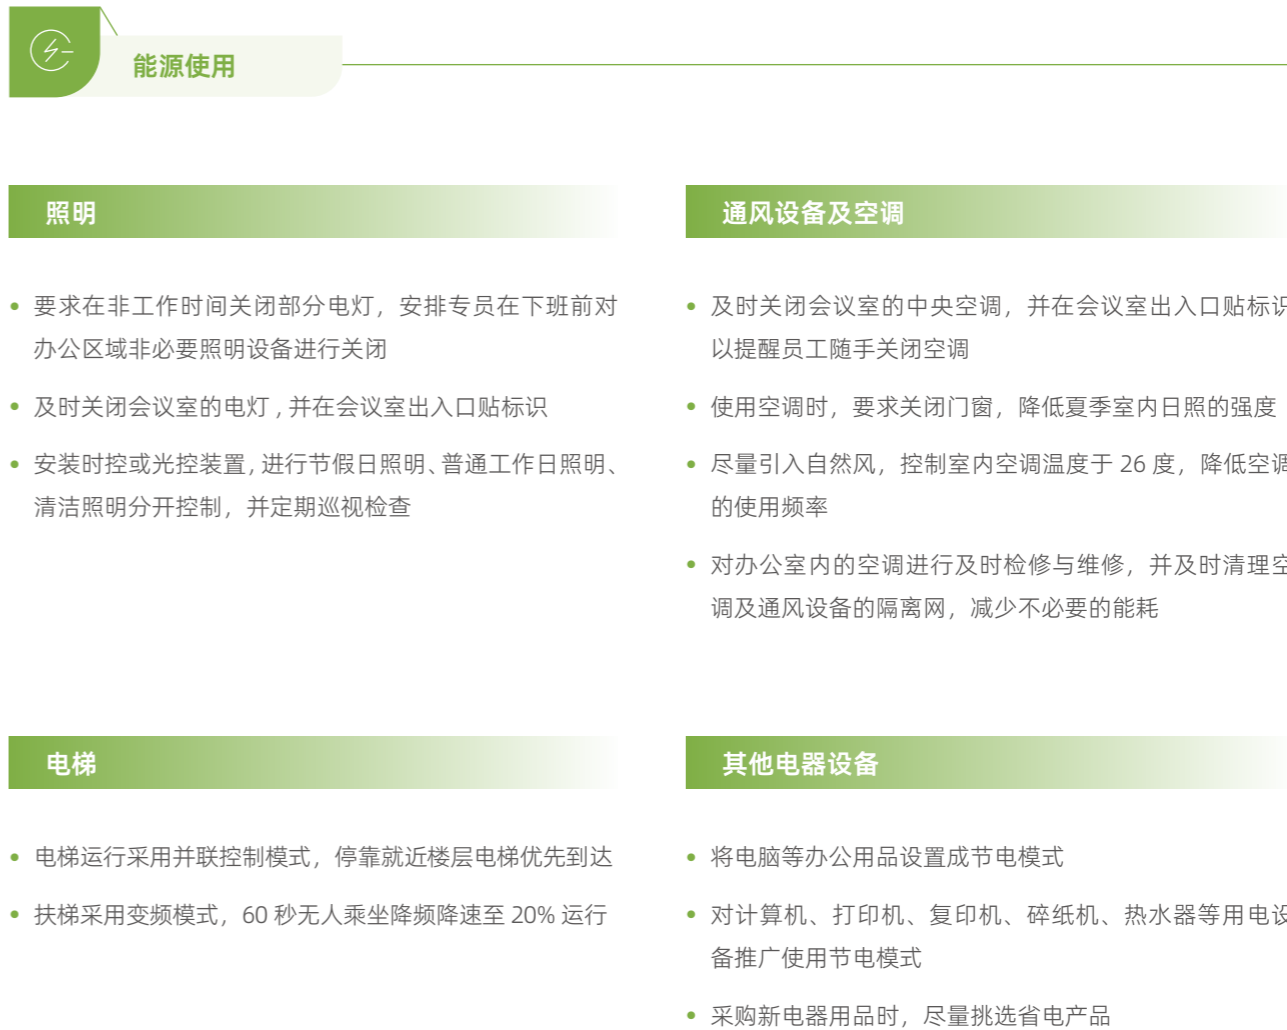 能源使用
照明
要求在非工作时间关闭部分电灯，安排专员在下班前对
办公区域非必要照明设备进行关闭
及时关闭会议室的电灯 , 并在会议室出入口贴标识
安装时控或光控装置, 进行节假日照明、普通工作日照明、
清洁照明分开控制，并定期巡视检查
通风设备及空调
及时关闭会议室的中央空调，并在会议室出入口贴标识
以提醒员工随手关闭空调
使用空调时，要求关闭门窗，降低夏季室内日照的强度
尽量引入自然风，控制室内空调温度于 26 度，降低空调
的使用频率
对办公室内的空调进行及时检修与维修，并及时清理空
调及通风设备的隔离网，减少不必要的能耗
电梯
电梯运行采用并联控制模式，停靠就近楼层电梯优先到达
扶梯采用变频模式，60 秒无人乘坐降频降速至 20% 运行
其他电器设备
将电脑等办公用品设置成节电模式
对计算机、打印机、复印机、碎纸机、热水器等用电设
备推广使用节电模式
采购新电器用品时，尽量挑选省电产品